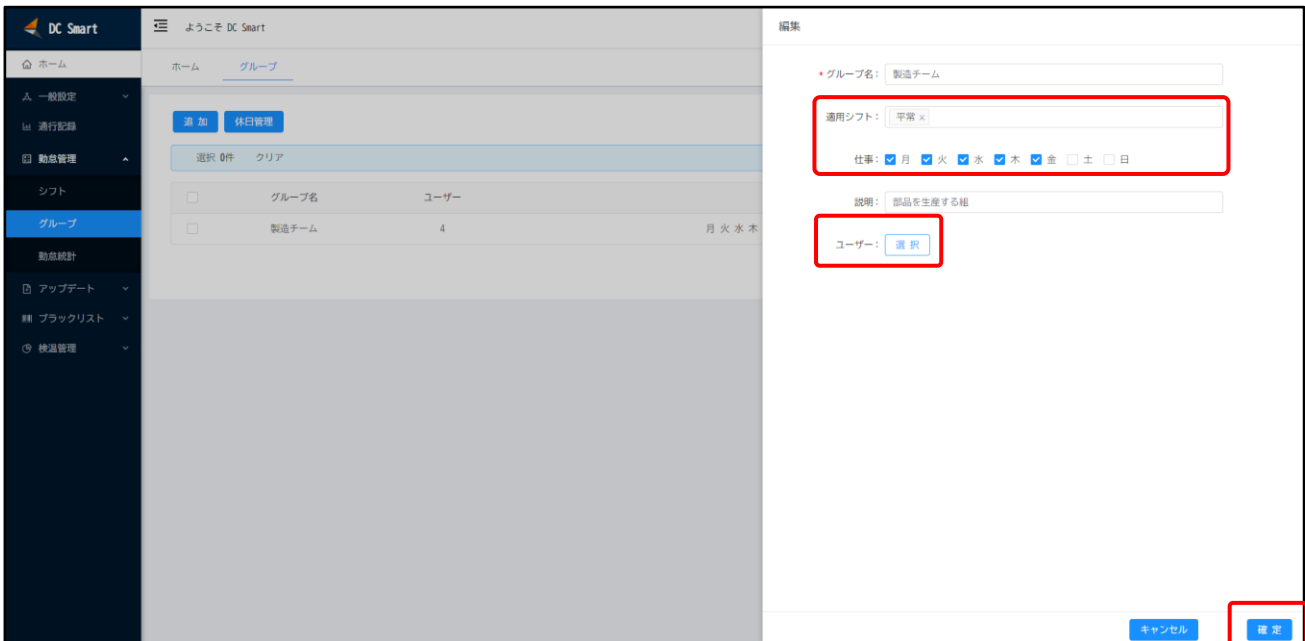 DC Smart
ようこそ DC Smart
編集
ホーム
一般設定
通行記録
勤怠管理
シフト
グループ
勤怠統計
アップデート
ブラックリスト
検温管理
ホーム グループ
追 加 休日管理
選択 0件 クリア
グループ名 ユーザー
製造チーム 4 月 火 水 木
* グループ名： 製造チーム
適用シフト： 平常 ×
仕事： 月 火 水 木 金 土 日
説明： 部品を生産する組
ユーザー： 選 択
キャンセル 確 定